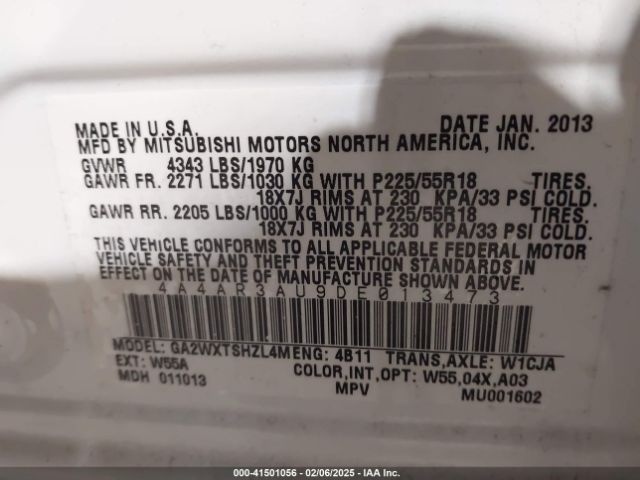 MADE IN U.S.A. DATE JAN. 2013
MFD BY MITSUBISHI MOTORS NORTH AMERICA, INC.
GVWR 4343 LBS/1970 KG
GAWR FR. 2271 LBS/1030 KG WITH P225/55R18 TIRES.
18X7J RIMS AT 230 KPA/33 PSI COLD.
GAWR RR. 2205 LBS/1000 KG WITH P225/55R18 TIRES.
18X7J RIMS AT 230 KPA/33 PSI COLD.
THIS VEHICLE CONFORMS TO ALL APPLICABLE FEDERAL MOTOR
VEHICLE SAFETY AND THEFT PREVENTION STANDARDS IN
EFFECT ON THE DATE OF MANUFACTURE SHOWN ABOVE.
4A4AR3AU9DE013473
MODEL: GA2WXTSHZL4M ENG: 4B11 TRANS,AXLE: W1CJA
EXT: W55A COLOR,INT,OPT: W55,04X,A03
MDH 011013 MPV MU001602
000-41501056 - 02/06/2025 - IAA Inc.